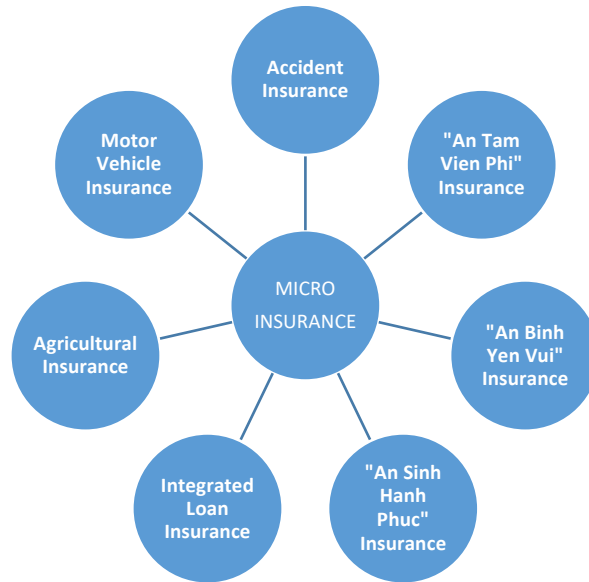 Accident
Insurance
Motor
Vehicle
Insurance
"An Tam
Vien Phi"
Insurance
MICRO
INSURANCE
Agricultural
Insurance
"An Binh
Yen Vui"
Insurance
Integrated
Loan
Insurance
"An Sinh
Hanh
Phuc"
Insurance